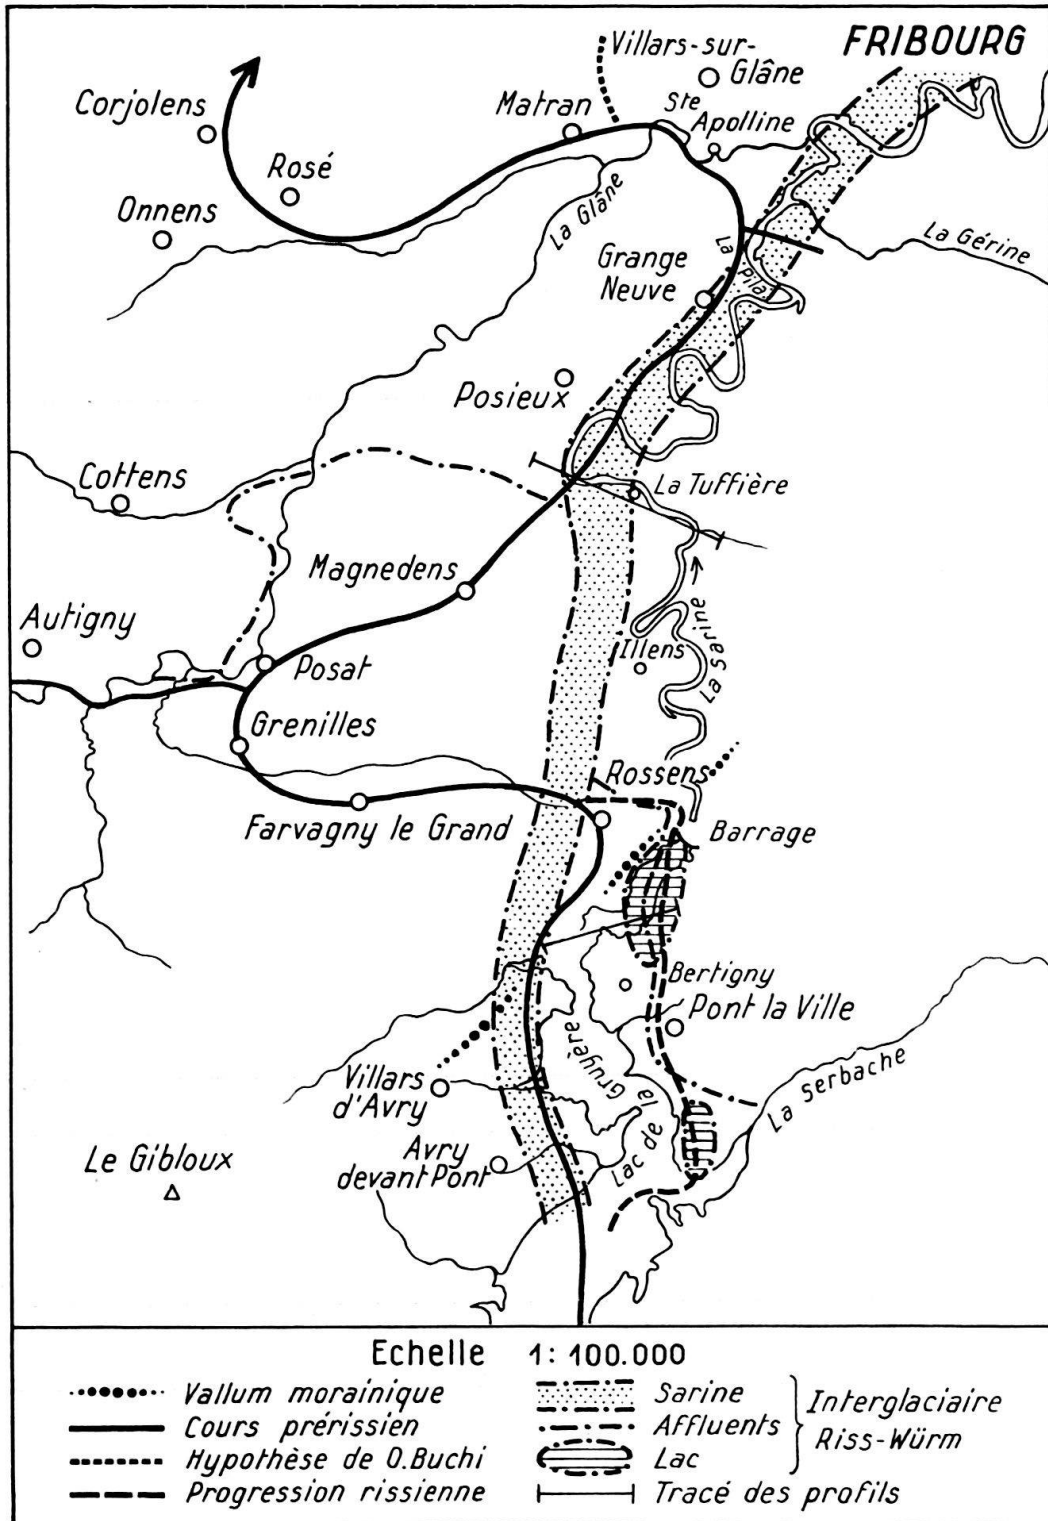 FRIBOURG
Villars-sur-
Glâne
Corjolens
Matran
Ste
Apolline
Rosé
Onnens
La Glâne
La Gérine
Grange
Neuve
La Pila
Posieux
Cottens
La Tuffière
Magnedens
Autigny
Posat
Illens
La Sarine
Grenilles
Rossens
Farvagny le Grand
Barrage
Bertigny
Pont la Ville
Villars
d'Avry
Lac de la Gruyère
La Serbache
Avry
devant Pont
Le Gibloux
Echelle 1: 100.000
Vallum morainique
Cours prérissien
Hypothèse de O.Buchi
Progression rissienne
Sarine
Affluents
Lac
Interglaciaire
Riss-Würm
Tracé des profils